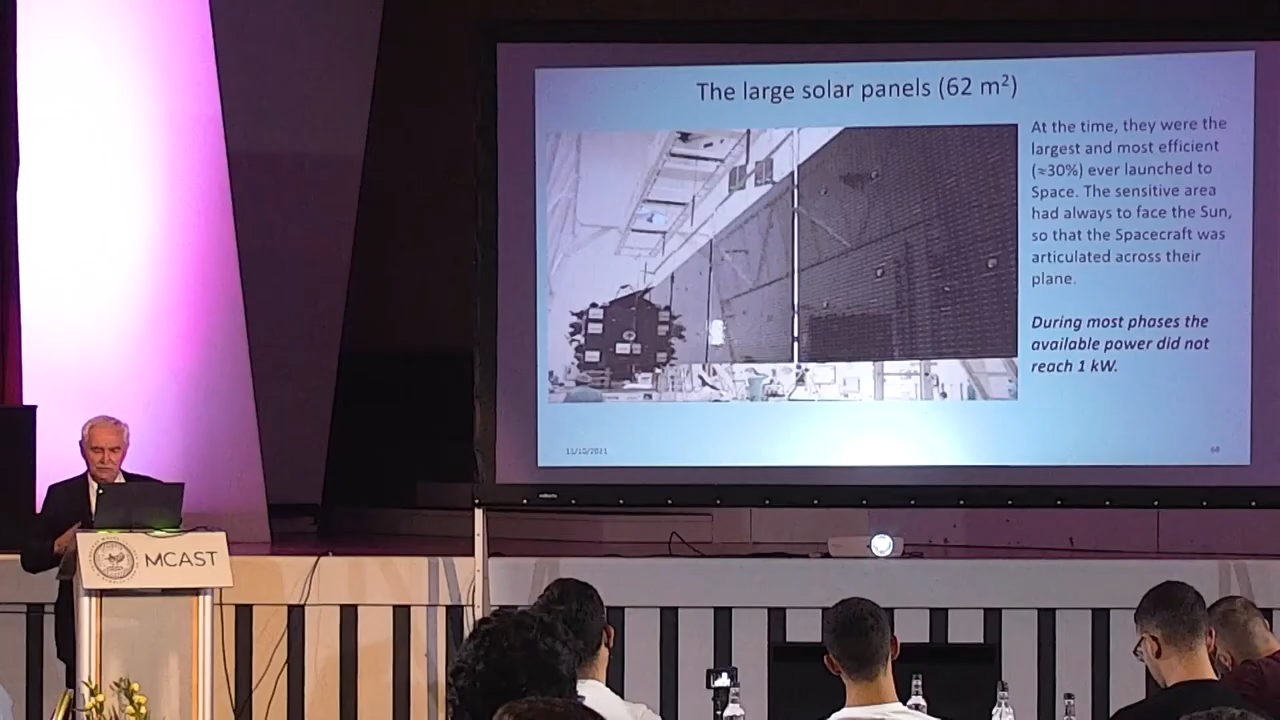 The large solar panels (62 m²)
At the time, they were the
largest and most efficient
(≈30%) ever launched to
Space. The sensitive area
had always to face the Sun,
so that the Spacecraft was
articulated across their
plane.
During most phases the
available power did not
reach 1 kW.
11/10/2021
68
MCAST